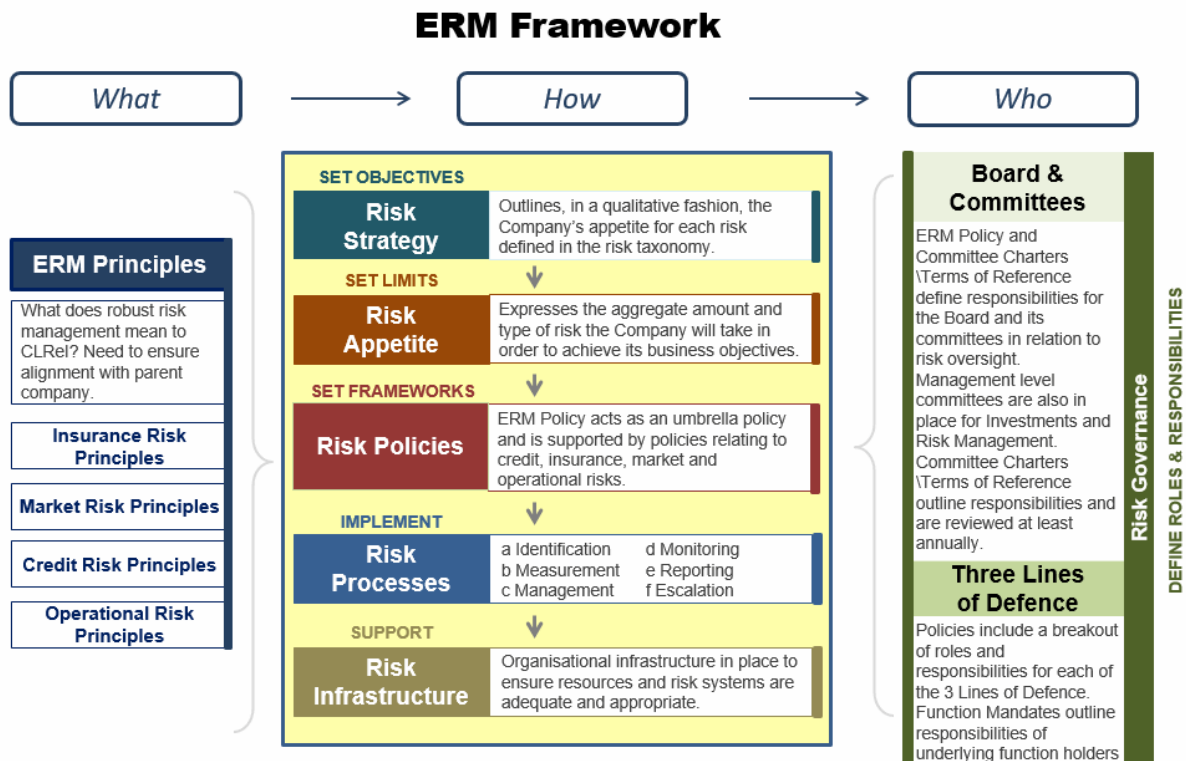 ERM Framework
What
How
Who
ERM Principles
What does robust risk
management mean to
CLReI? Need to ensure
alignment with parent
company.
Insurance Risk
Principles
Market Risk Principles
Credit Risk Principles
Operational Risk
Principles
SET OBJECTIVES
Risk
Strategy
Outlines, in a qualitative fashion, the
Company's appetite for each risk
defined in the risk taxonomy.
SET LIMITS
Risk
Appetite
Expresses the aggregate amount and
type of risk the Company will take in
order to achieve its business objectives.
SET FRAMEWORKS
Risk Policies
ERM Policy acts as an umbrella policy
and is supported by policies relating to
credit, insurance, market and
operational risks.
IMPLEMENT
Risk
Processes
a Identification
b Measurement
c Management
d Monitoring
e Reporting
f Escalation
SUPPORT
Risk
Infrastructure
Organisational infrastructure in place to
ensure resources and risk systems are
adequate and appropriate.
Board &
Committees
ERM Policy and
Committee Charters
\Terms of Reference
define responsibilities for
the Board and its
committees in relation to
risk oversight.
Management level
committees are also in
place for Investments and
Risk Management.
Committee Charters
\Terms of Reference
outline responsibilities and
are reviewed at least
annually.
Three Lines
of Defence
Policies include a breakout
of roles and
responsibilities for each of
the 3 Lines of Defence.
Function Mandates outline
responsibilities of
underlying function holders
Risk Governance
DEFINE ROLES & RESPONSIBILITIES